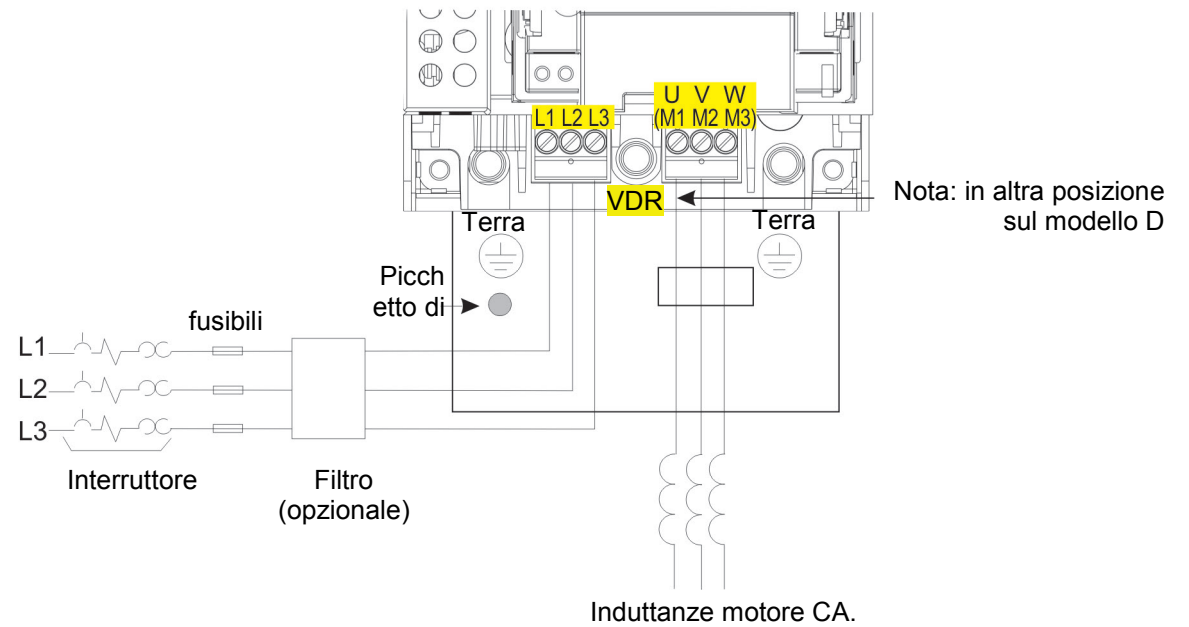 U V W
L1 L2 L3
(M1 M2 M3)
VDR
Nota: in altra posizione
sul modello D
Terra
Terra
Picch
etto di
fusibili
L1
L2
L3
Interruttore
Filtro
(opzionale)
Induttanze motore CA.